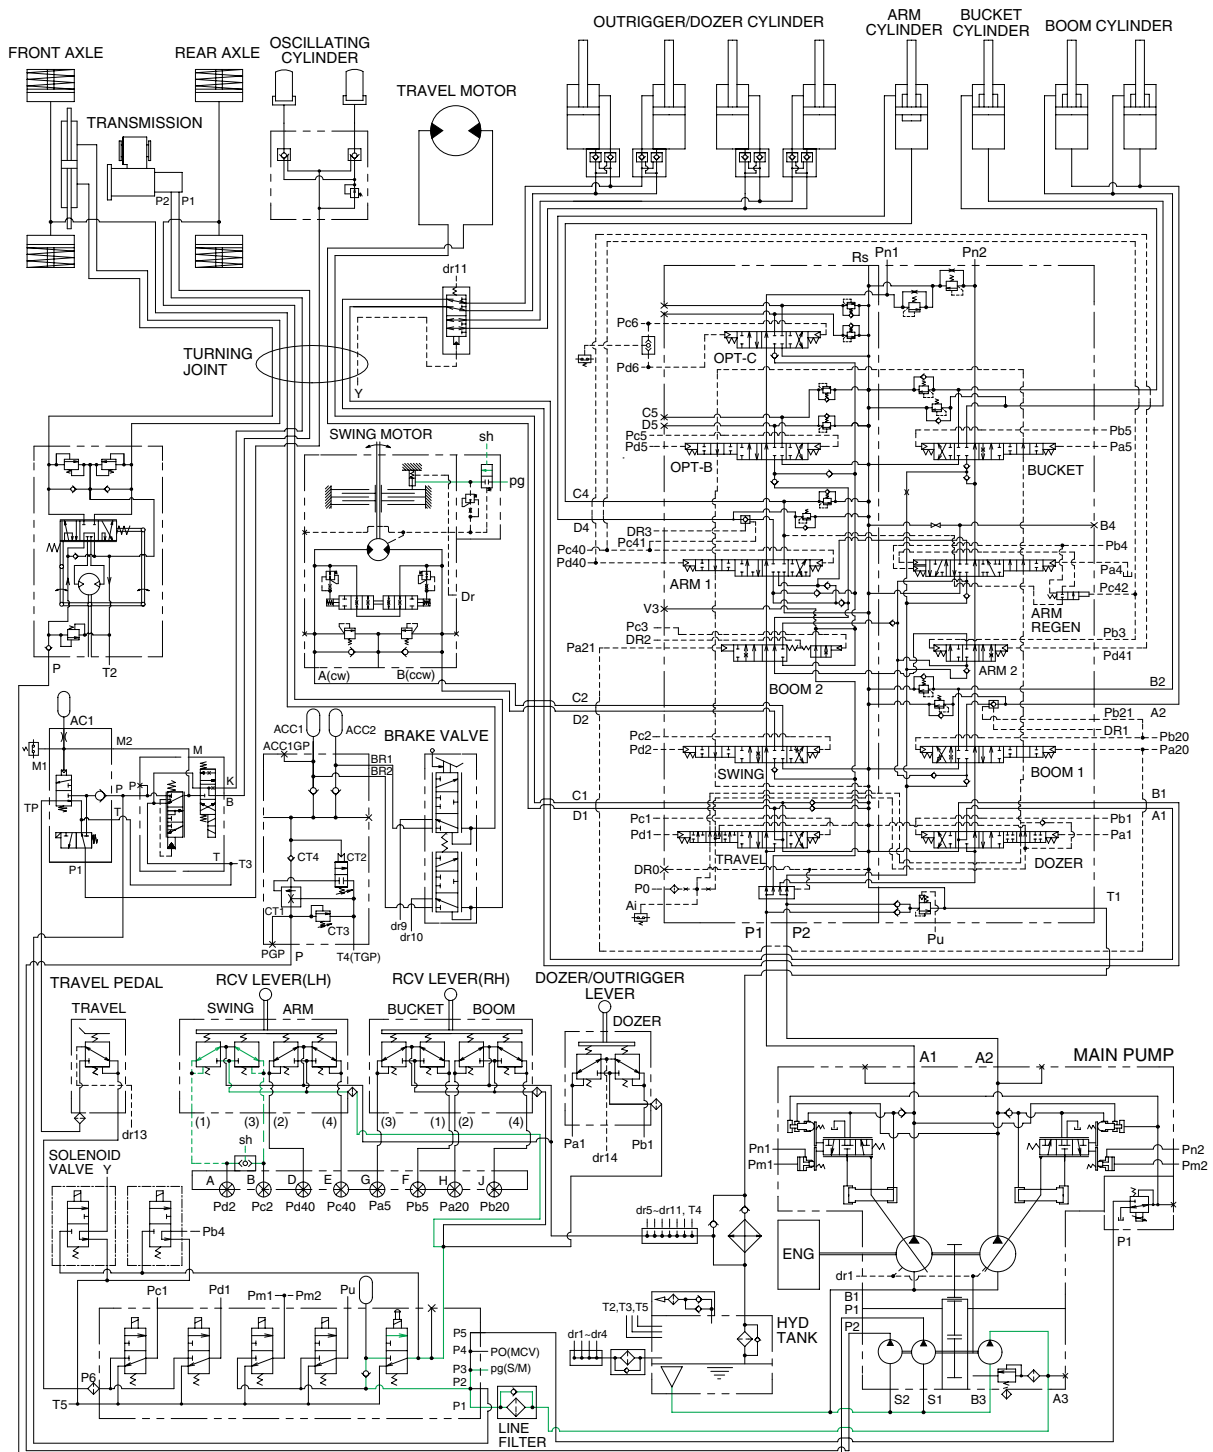 OUTRIGGER/DOZER CYLINDER
ARM
CYLINDER
BUCKET
CYLINDER
BOOM CYLINDER
FRONT AXLE
REAR AXLE
OSCILLATING
CYLINDER
TRAVEL MOTOR
TRANSMISSION
P2
P1
dr11
Rs
Pn1
Pn2
Pc6
Pd6
OPT-C
TURNING
JOINT
Y
C5
D5
Pc5
Pd5
OPT-B
Pb5
Pa5
BUCKET
SWING MOTOR
sh
pg
C4
D4
DR3
Pc41
Pc40
Pd40
ARM 1
B4
Pb4
Pa4
Pc42
ARM
REGEN
Dr
V3
Pc3
DR2
Pa21
BOOM 2
Pb3
Pd41
ARM 2
P
T2
A(cw)
B(ccw)
C2
D2
B2
A2
Pb21
DR1
Pb20
Pa20
Pc2
Pd2
SWING
BOOM 1
AC1
M2
M
M1
K
B
TP
P
T
P
T
T3
P1
ACC1
ACC2
ACC1GP
BR1
BR2
BRAKE VALVE
CT4
CT2
CT1
CT3
PGP
P
T4(TGP)
dr9
dr10
C1
D1
B1
A1
Pc1
Pd1
TRAVEL
Pb1
Pa1
DOZER
DR0
P0
Ai
T1
P1
P2
Pu
TRAVEL PEDAL
TRAVEL
dr13
RCV LEVER(LH)
SWING
ARM
RCV LEVER(RH)
BUCKET
BOOM
DOZER/OUTRIGGER
LEVER
DOZER
(1)
(3)
(2)
(4)
(3)
(1)
(2)
(4)
sh
Pa1
Pb1
dr14
A
B
D
E
G
F
H
J
Pd2
Pc2
Pd40
Pc40
Pa5
Pb5
Pa20
Pb20
A1
A2
MAIN PUMP
Pn1
Pm1
Pn2
Pm2
P1
SOLENOID
VALVE
Y
Pb4
dr5~dr11, T4
ENG
dr1
B1
P1
P2
Pc1
Pd1
Pm1
Pm2
Pu
T2,T3,T5
HYD
TANK
dr1~dr4
P5
P4
PO(MCV)
P3
pg(S/M)
P2
P1
P6
T5
LINE
FILTER
S2
S1
B3
A3